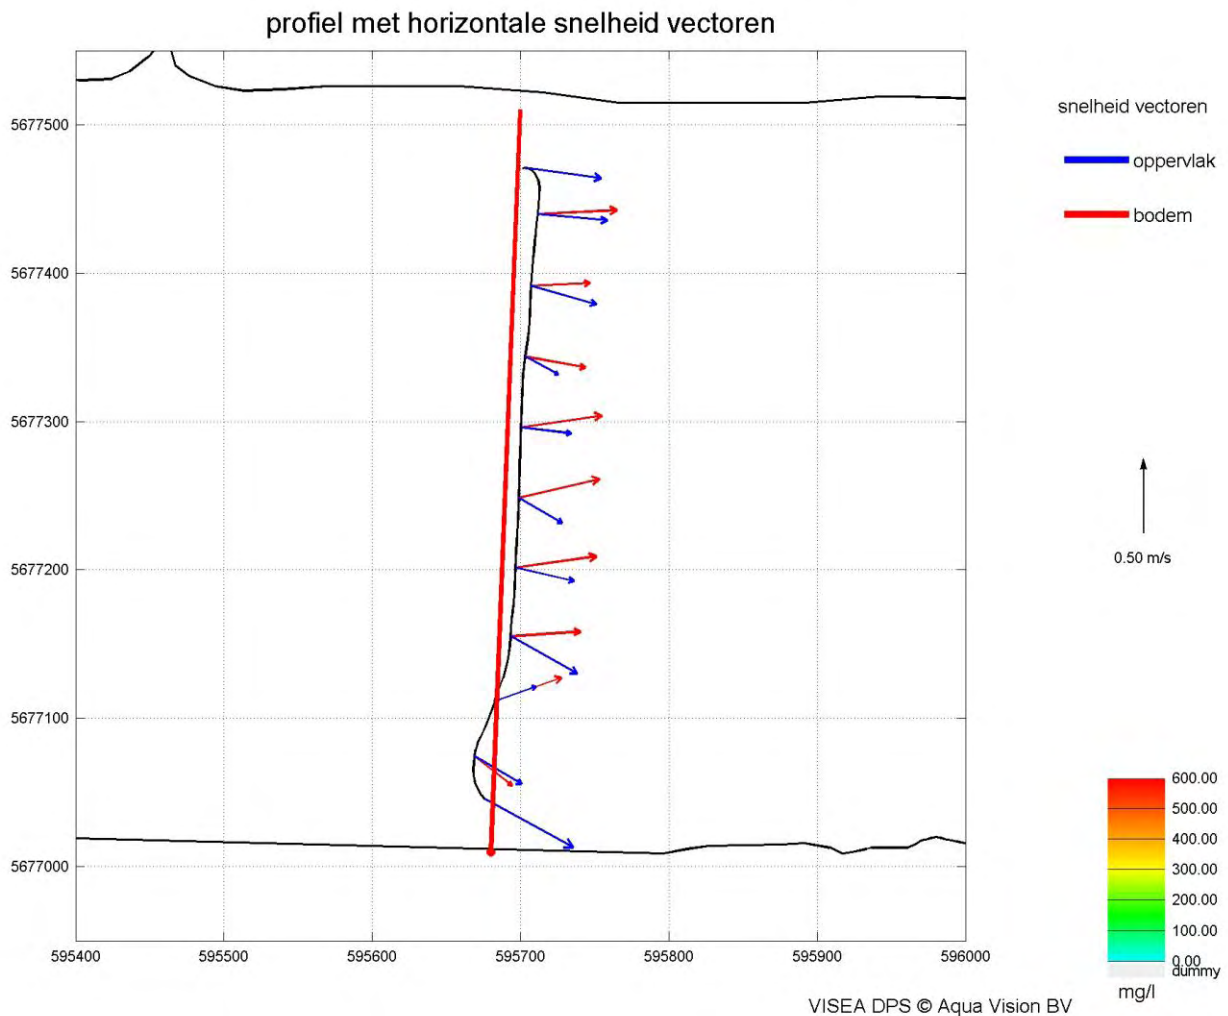 profiel met horizontale snelheid vectoren
snelheid vectoren
oppervlak
bodem
5677500
5677400
5677300
5677200
5677100
5677000
0.50 m/s
595400 595500 595600 595700 595800 595900 596000
600.00
500.00
400.00
300.00
200.00
100.00
0.00
dummy
mg/l
VISEA DPS © Aqua Vision BV